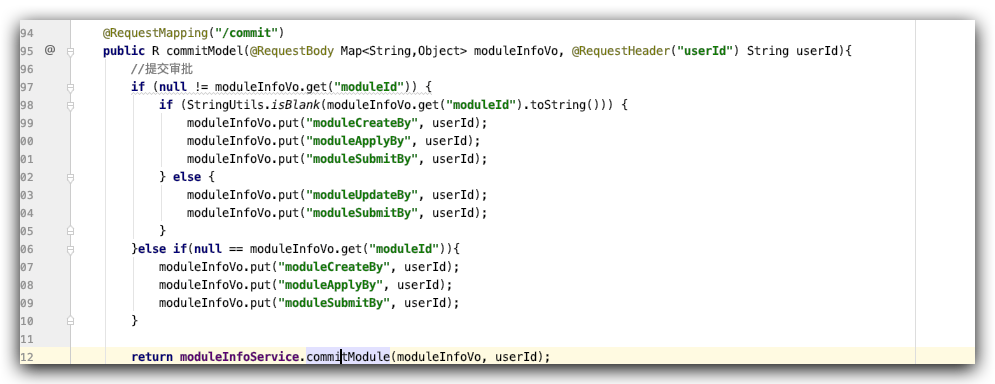 94 @RequestMapping("/commit")
95 @ public R commitModel(@RequestBody Map<String,Object> moduleInfoVo, @RequestHeader("userId") String userId){
96 //提交审批
97 if (null != moduleInfoVo.get("moduleId")) {
98 if (StringUtils.isBlank(moduleInfoVo.get("moduleId").toString())) {
99 moduleInfoVo.put("moduleCreateBy", userId);
00 moduleInfoVo.put("moduleApplyBy", userId);
01 moduleInfoVo.put("moduleSubmitBy", userId);
02 } else {
03 moduleInfoVo.put("moduleUpdateBy", userId);
04 moduleInfoVo.put("moduleSubmitBy", userId);
05 }
06 }else if(null == moduleInfoVo.get("moduleId")){
07 moduleInfoVo.put("moduleCreateBy", userId);
08 moduleInfoVo.put("moduleApplyBy", userId);
09 moduleInfoVo.put("moduleSubmitBy", userId);
10 }
11
12 return moduleInfoService.commitModule(moduleInfoVo, userId);